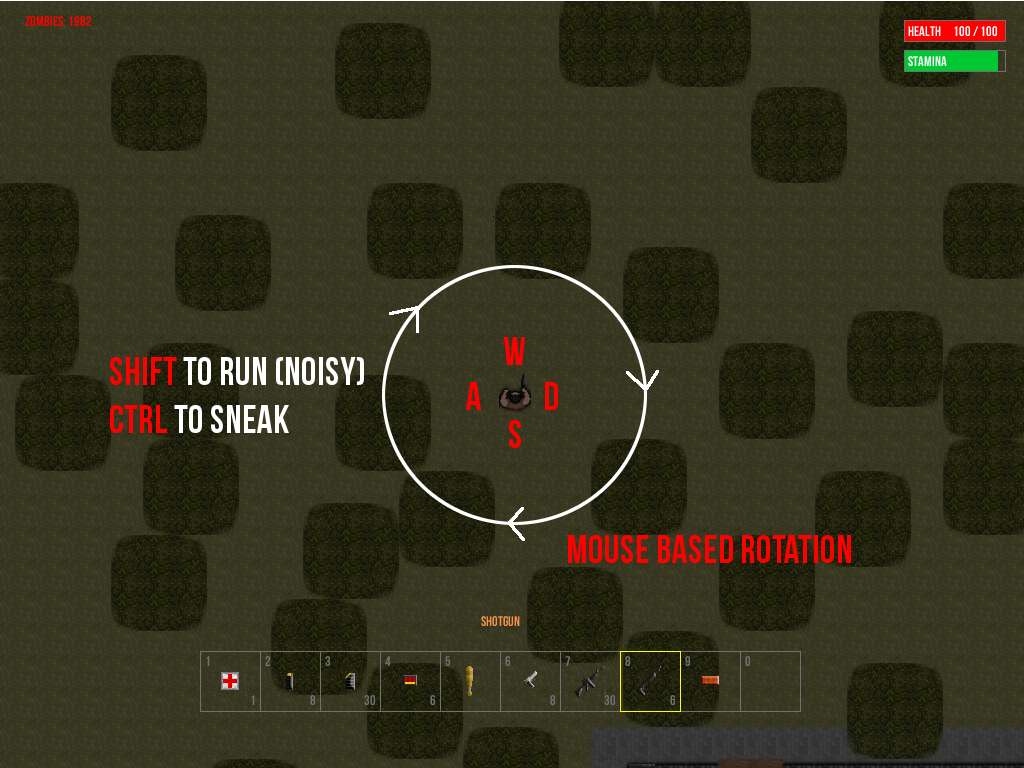 ZOMBIES: 1982
HEALTH 100 / 100
STAMINA
W
A D
S
SHIFT TO RUN (NOISY)
CTRL TO SNEAK
MOUSE BASED ROTATION
SHOTGUN
1 2 3 4 5 6 7 8 9 0
1 8 30 6 8 30 6